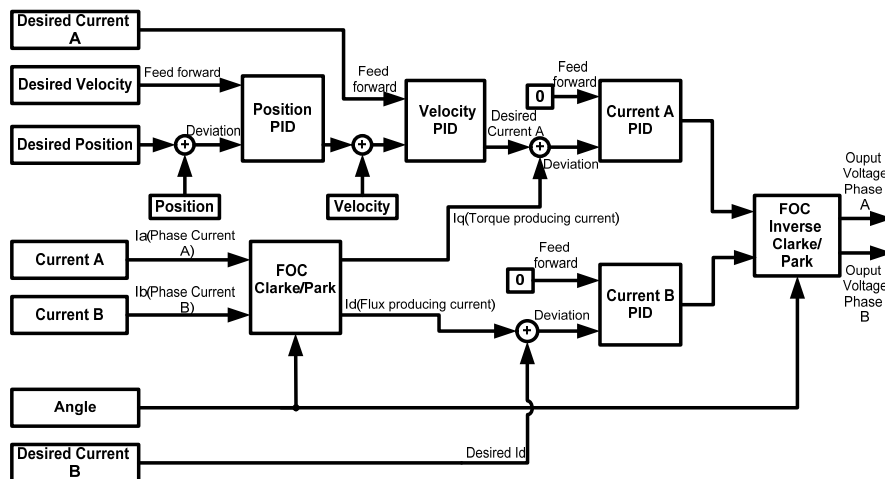 Desired Current
A
Desired Velocity
Feed forward
Desired Position
Deviation
Position
PID
Position
Feed
forward
Velocity
PID
Velocity
Desired
Current A
Feed
forward
0
Deviation
Current A
PID
Iq(Torque producing current)
Current A
Ia(Phase Current
A)
Current B
Ib(Phase Current
B)
FOC
Clarke/Park
Id(Flux producing current)
Feed
forward
0
Deviation
Current B
PID
FOC
Inverse
Clarke/
Park
Ouput
Voltage
Phase
A
Ouput
Voltage
Phase
B
Angle
Desired Current
B
Desired Id